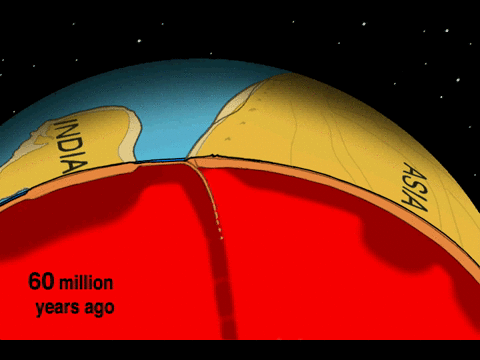 INDIA
ASIA
60 million
years ago